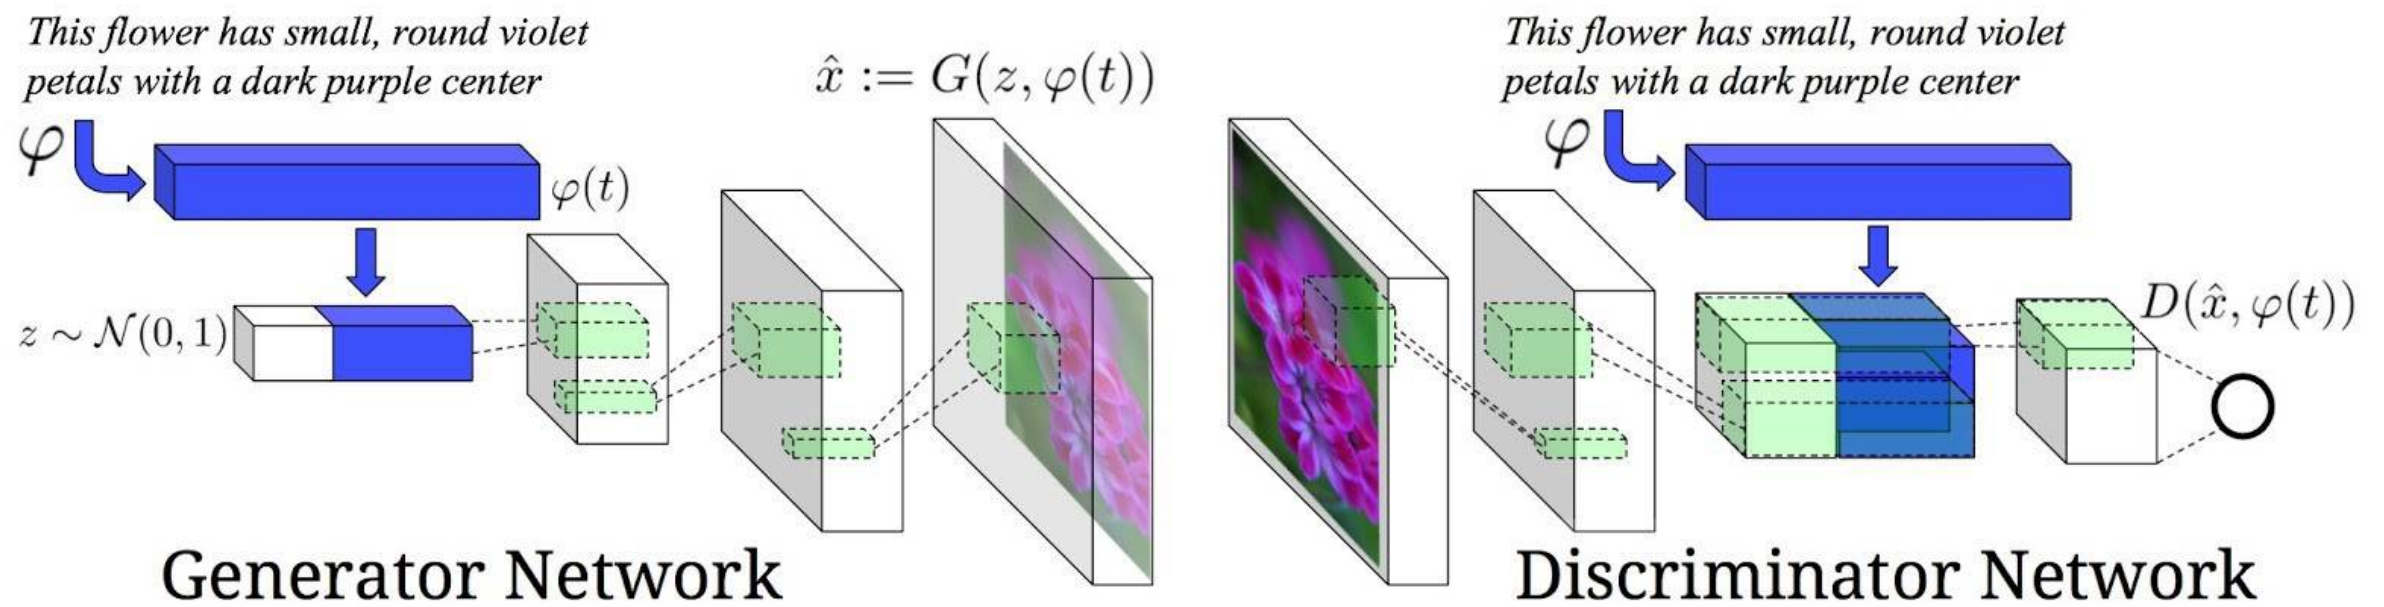 This flower has small, round violet
petals with a dark purple center
φ
φ(t)
z ~ 𝒩(0, 1)
x̂ := G(z, φ(t))
Generator Network
This flower has small, round violet
petals with a dark purple center
φ
D(x̂, φ(t))
Discriminator Network